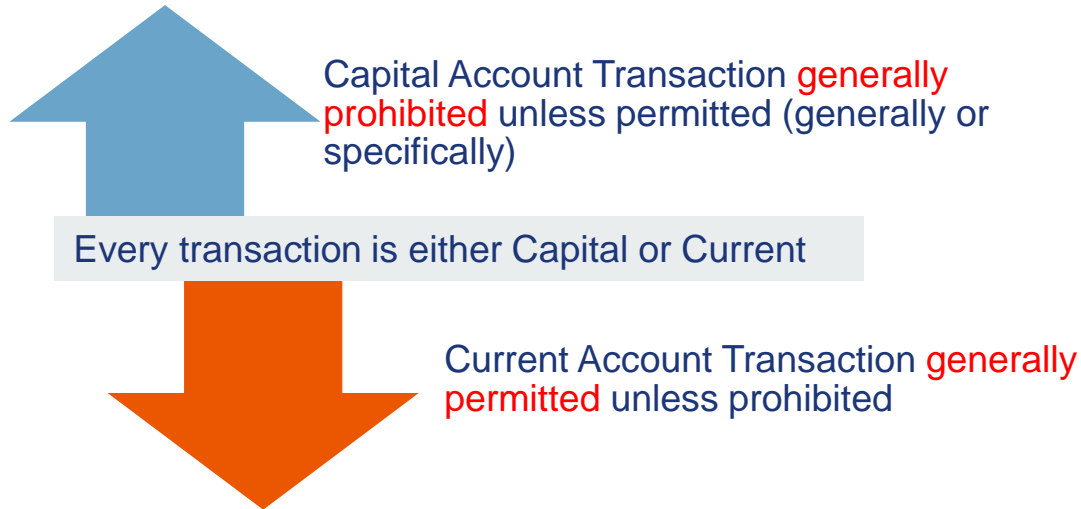 Capital Account Transaction generally
prohibited unless permitted (generally or
specifically)
Every transaction is either Capital or Current
Current Account Transaction generally
permitted unless prohibited